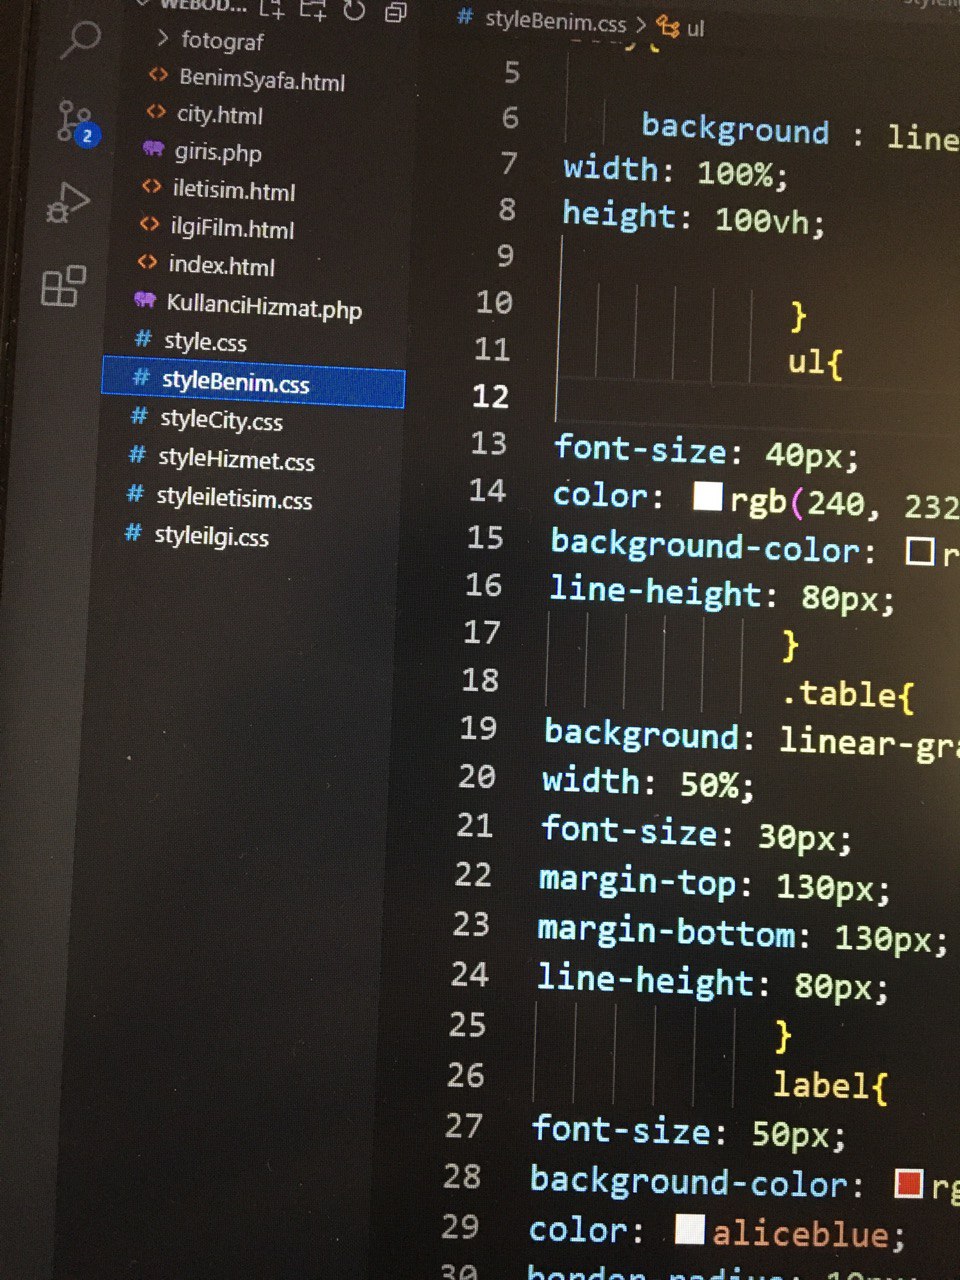 WEBOD...
fotograf
BenimSyafa.html
city.html
giris.php
iletisim.html
ilgiFilm.html
index.html
KullanciHizmat.php
style.css
styleBenim.css
styleCity.css
styleHizmet.css
styleiletisim.css
styleilgi.css
2
styleBenim.css > ul
5
6 background : line
7 width: 100%;
8 height: 100vh;
9
10 }
11 ul{
12
13 font-size: 40px;
14 color: rgb(240, 232
15 background-color: r
16 line-height: 80px;
17 }
18 .table{
19 background: linear-gra
20 width: 50%;
21 font-size: 30px;
22 margin-top: 130px;
23 margin-bottom: 130px;
24 line-height: 80px;
25 }
26 label{
27 font-size: 50px;
28 background-color: rg
29 color: aliceblue;
30